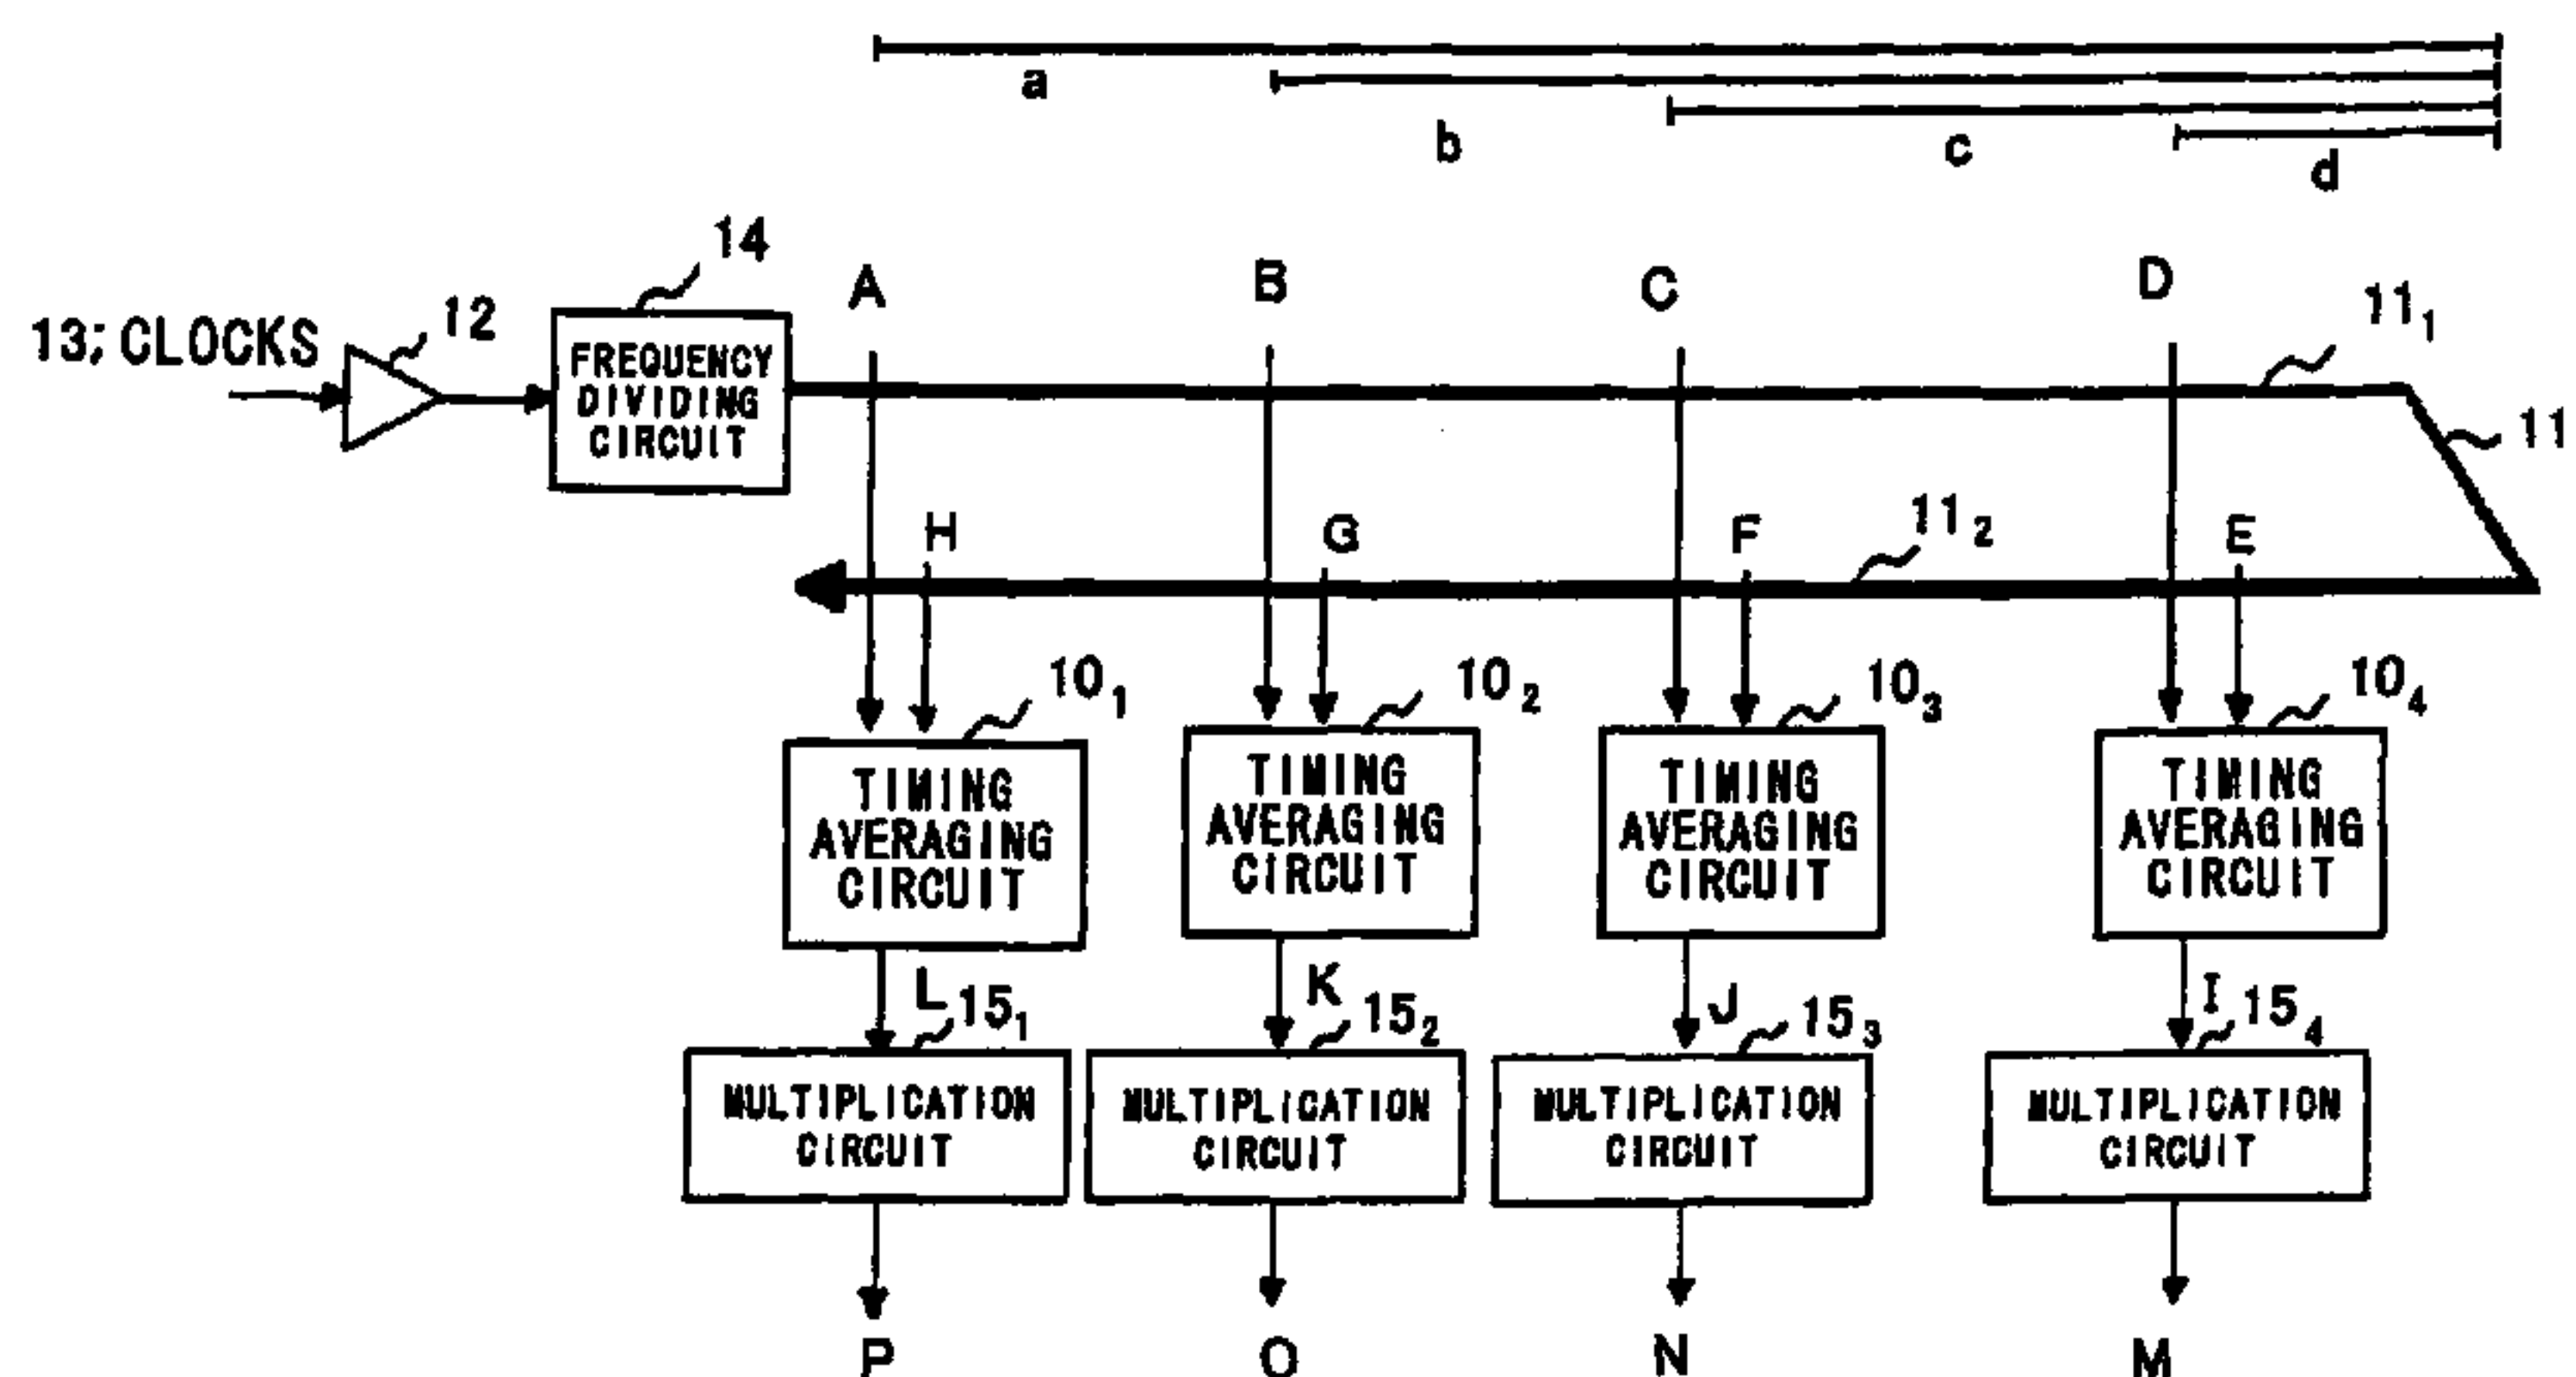 a
b
c
d
14
A
B
C
D
11₁
13; CLOCKS
12
FREQUENCY
DIVIDING
CIRCUIT
11
H
G
F
11₂
E
10₁
10₂
10₃
10₄
TIMING
AVERAGING
CIRCUIT
TIMING
AVERAGING
CIRCUIT
TIMING
AVERAGING
CIRCUIT
TIMING
AVERAGING
CIRCUIT
L
15₁
K
15₂
J
15₃
I
15₄
MULTIPLICATION
CIRCUIT
MULTIPLICATION
CIRCUIT
MULTIPLICATION
CIRCUIT
MULTIPLICATION
CIRCUIT
P
O
N
M